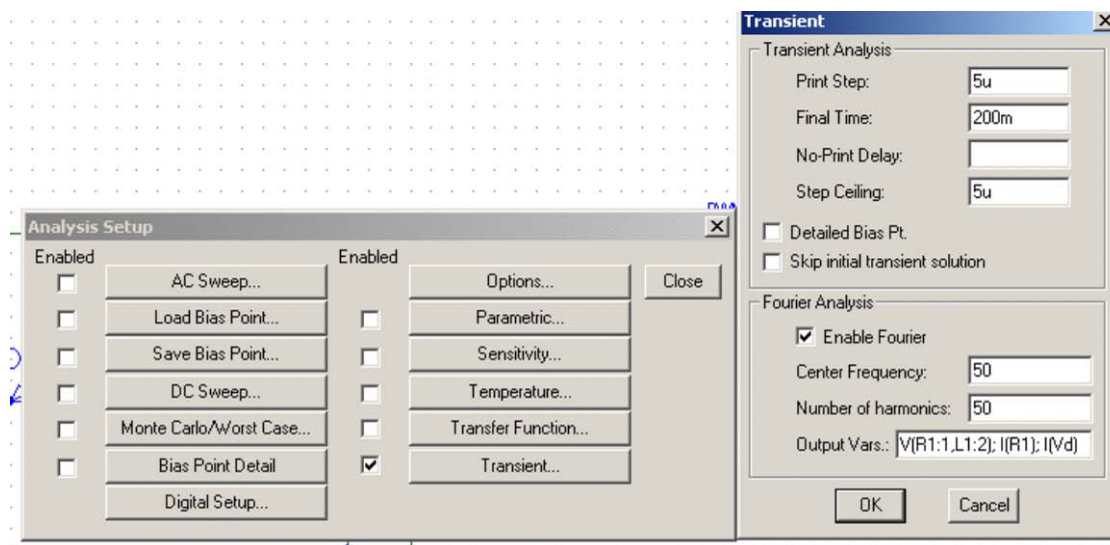 Transient
Transient Analysis
Print Step: 5u
Final Time: 200m
No-Print Delay:
Step Ceiling: 5u
Detailed Bias Pt.
Skip initial transient solution
Fourier Analysis
Enable Fourier
Center Frequency: 50
Number of harmonics: 50
Output Vars.: V(R1:1,L1:2); I(R1); I(Vd)
OK Cancel
Analysis Setup
Enabled Enabled
AC Sweep... Options... Close
Load Bias Point... Parametric...
Save Bias Point... Sensitivity...
DC Sweep... Temperature...
Monte Carlo/Worst Case... Transfer Function...
Bias Point Detail Transient...
Digital Setup...